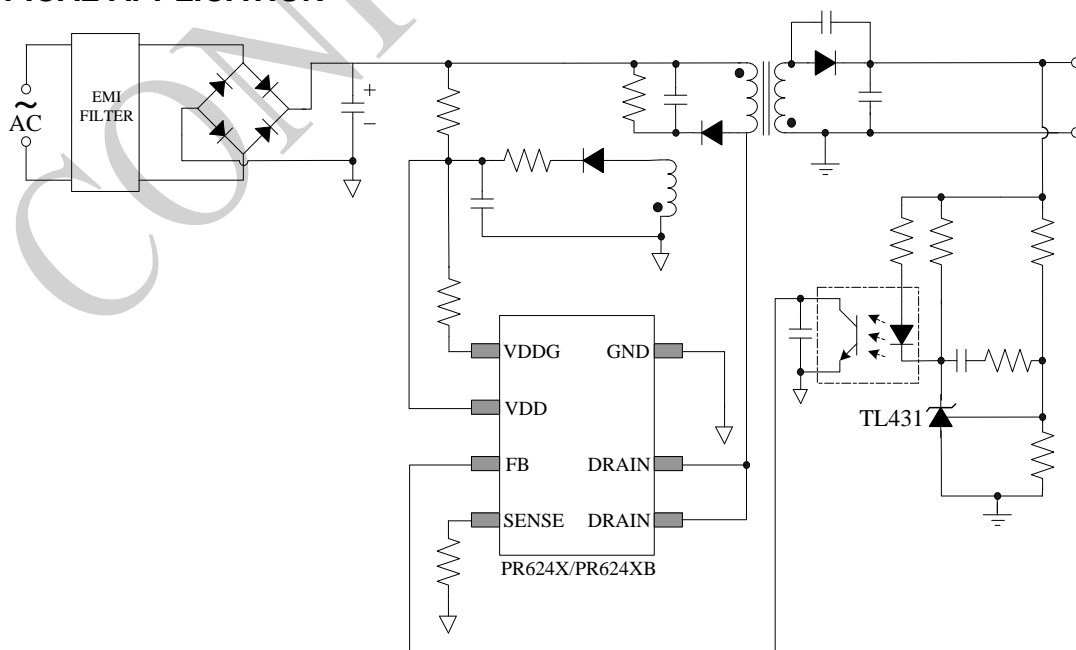 EMI
FILTER
~
AC
VDDG
GND
VDD
FB
DRAIN
SENSE
DRAIN
PR624X/PR624XB
TL431
+
−